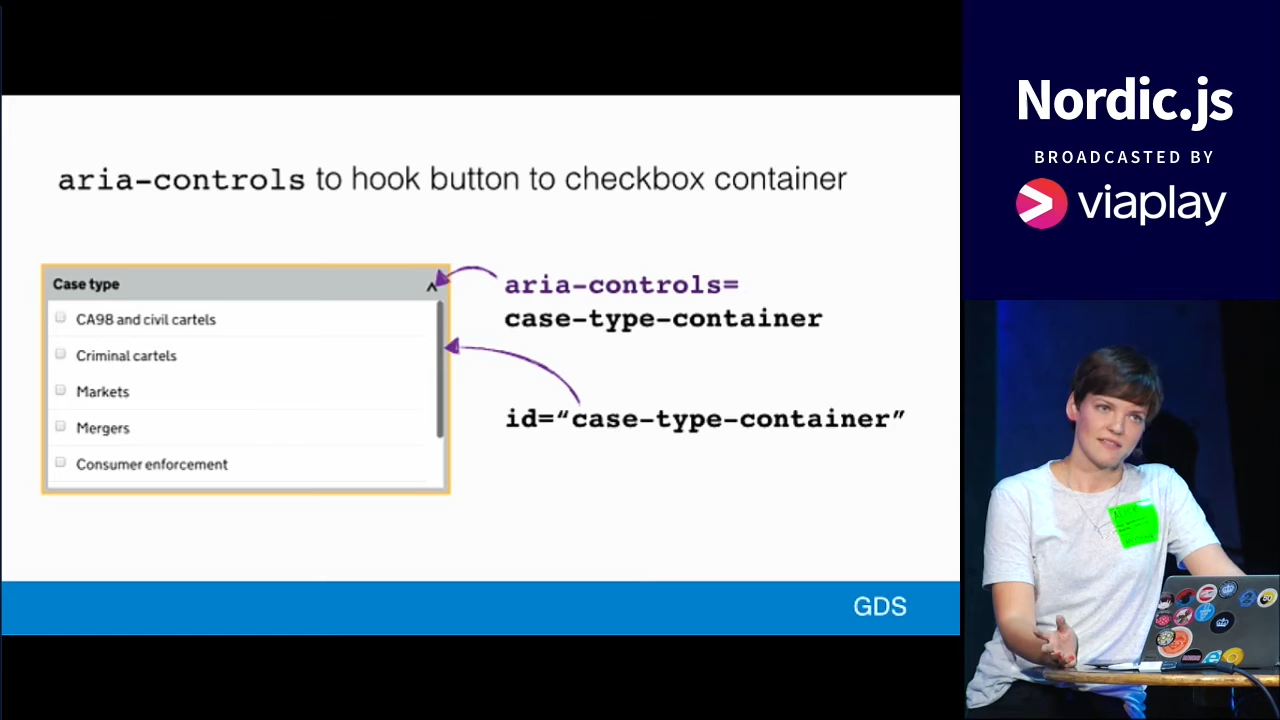 aria-controls to hook button to checkbox container
Case type
CA98 and civil cartels
Criminal cartels
Markets
Mergers
Consumer enforcement
aria-controls=
case-type-container
id=“case-type-container”
GDS
Nordic.js
BROADCASTED BY
viaplay
ALICE